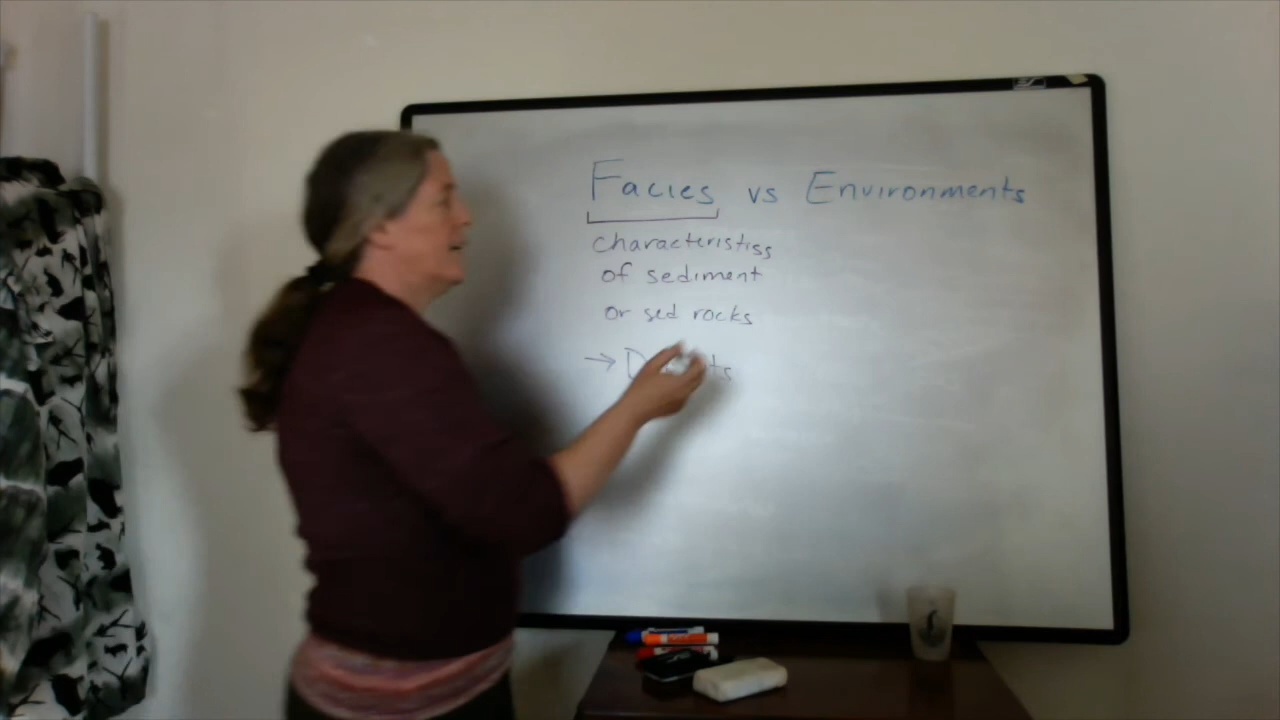 Facies vs Environments
characteristiss
of sediment
or sed rocks
→